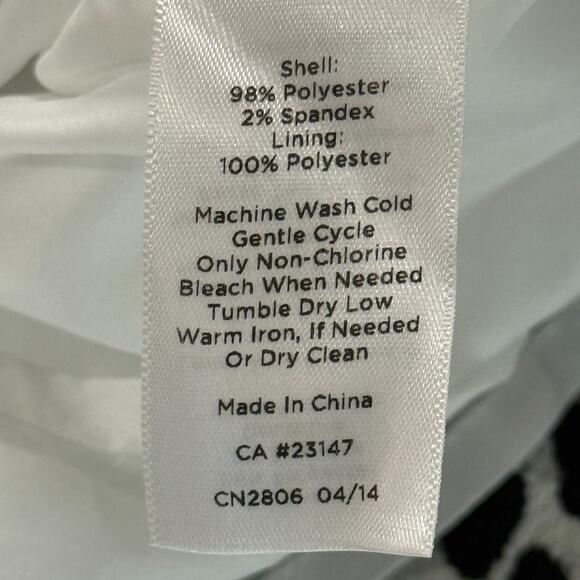 Shell:
98% Polyester
2% Spandex
Lining:
100% Polyester
Machine Wash Cold
Gentle Cycle
Only Non-Chlorine
Bleach When Needed
Tumble Dry Low
Warm Iron, If Needed
Or Dry Clean
Made In China
CA #23147
CN2806 04/14